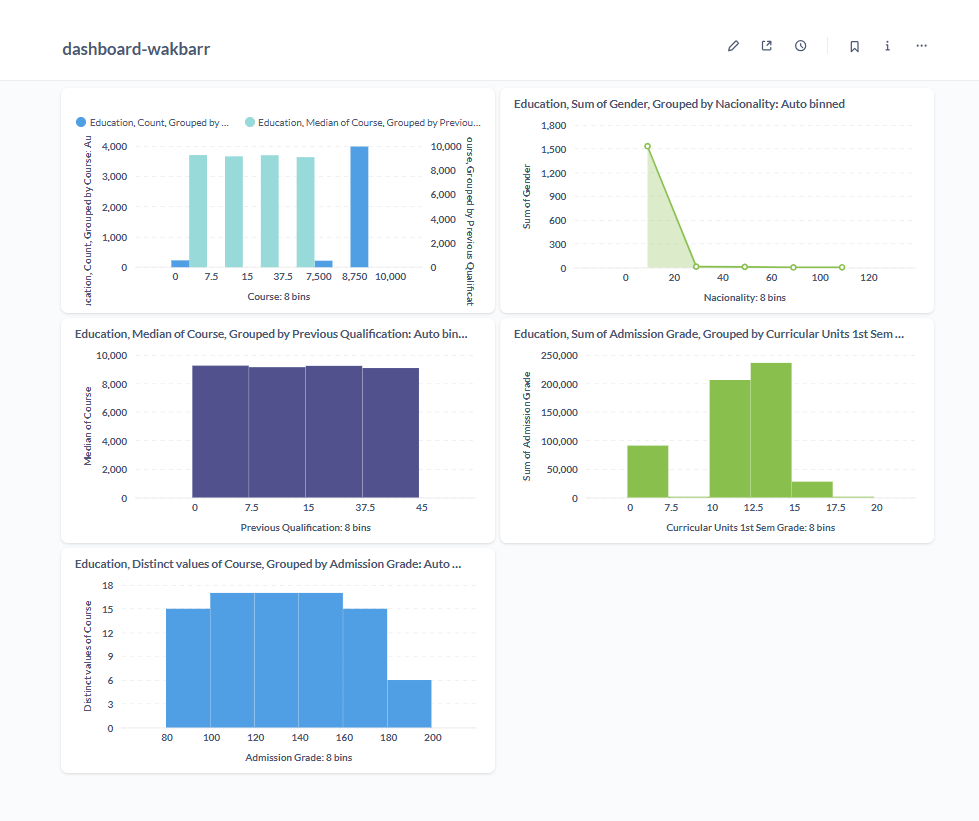 dashboard-wakbarr
Education, Count, Grouped by ...
Education, Median of Course, Grouped by Previou...
ucation, Count, Grouped by Course: Au
4,000
3,000
2,000
1,000
0
10,000
8,000
6,000
4,000
2,000
0
ourse, Grouped by Previous Qualificat
0 7.5 15 37.5 7,500 8,750 10,000
Course: 8 bins
Education, Sum of Gender, Grouped by Nacionality: Auto binned
Sum of Gender
1,800
1,500
1,200
900
600
300
0
0 20 40 60 100 120
Nacionality: 8 bins
Education, Median of Course, Grouped by Previous Qualification: Auto bin...
Median of Course
10,000
8,000
6,000
4,000
2,000
0
0 7.5 15 37.5 45
Previous Qualification: 8 bins
Education, Sum of Admission Grade, Grouped by Curricular Units 1st Sem ...
Sum of Admission Grade
250,000
200,000
150,000
100,000
50,000
0
0 7.5 10 12.5 15 17.5 20
Curricular Units 1st Sem Grade: 8 bins
Education, Distinct values of Course, Grouped by Admission Grade: Auto ...
Distinct values of Course
18
15
12
9
6
3
0
80 100 120 140 160 180 200
Admission Grade: 8 bins